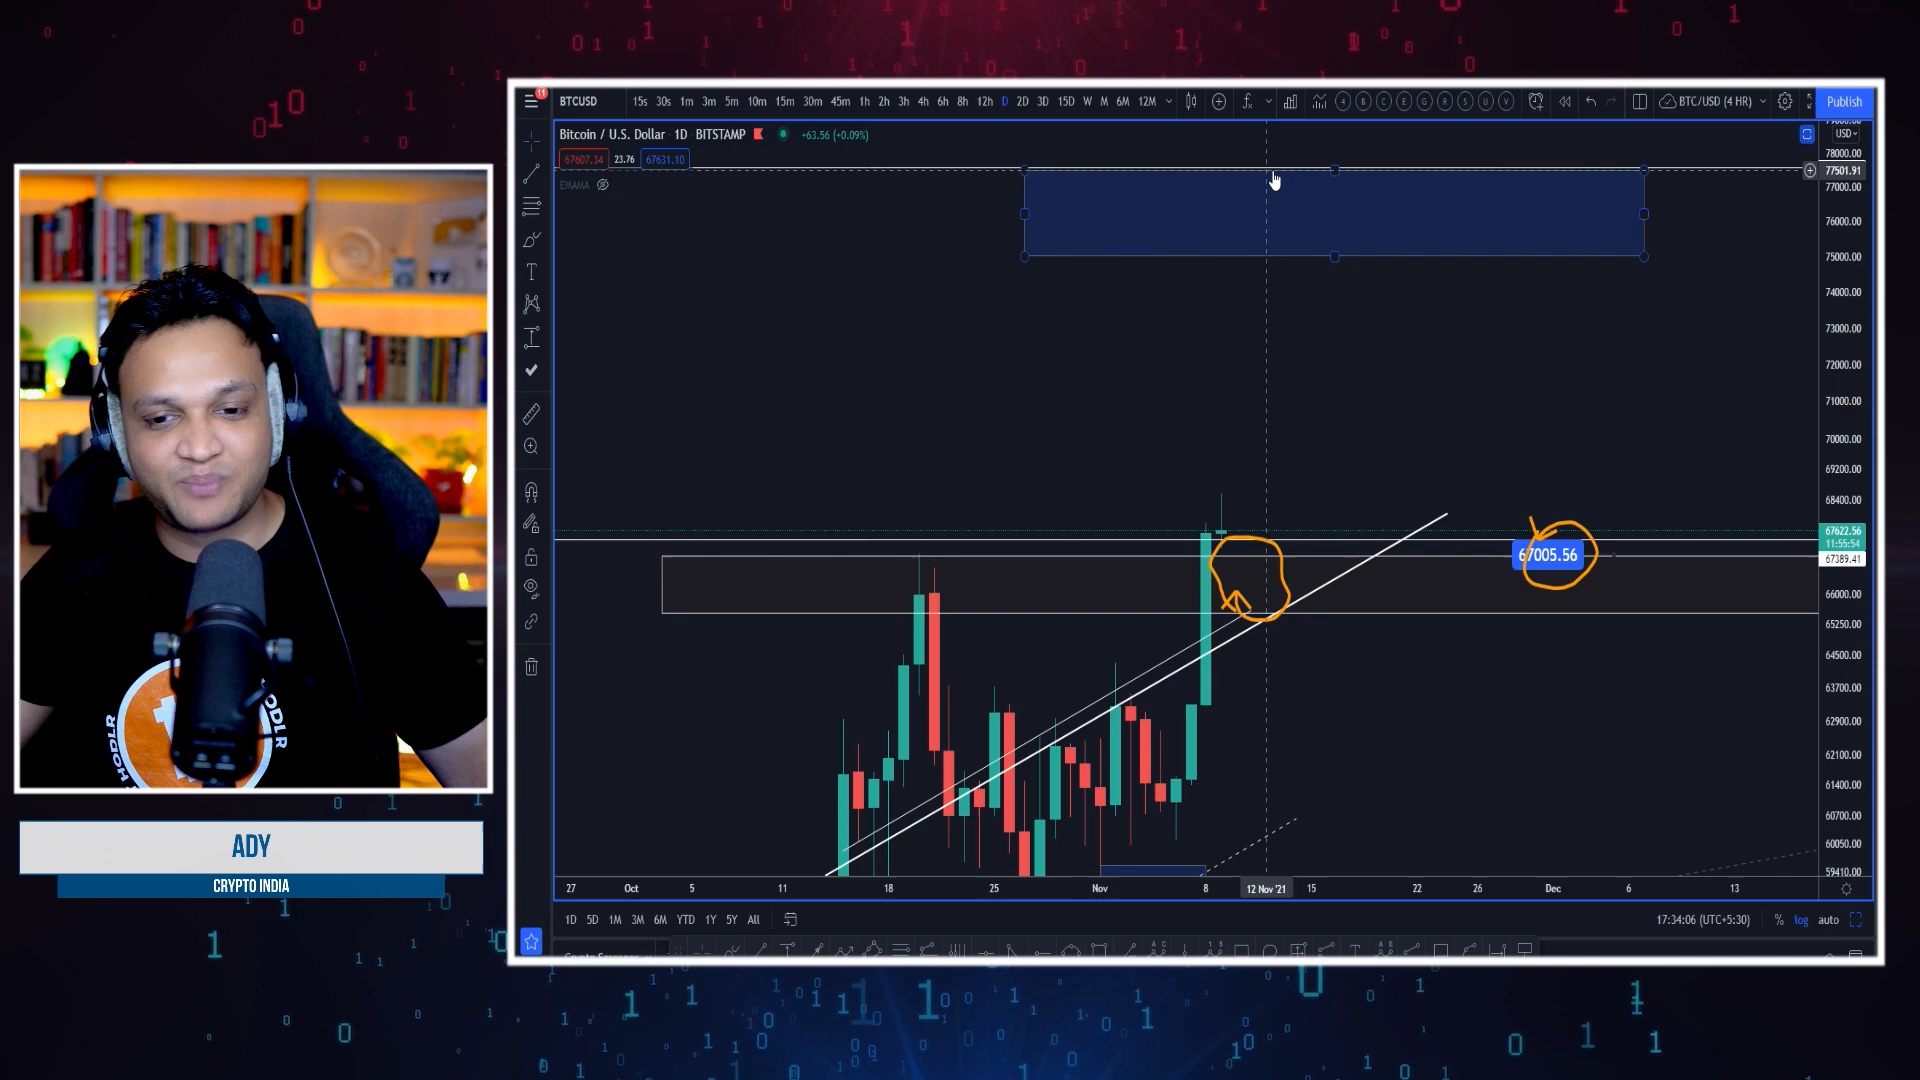 11
BTCUSD 15s 30s 1m 3m 5m 10m 15m 30m 45m 1h 2h 3h 4h 6h 8h 12h D 2D 3D 15D W M 6M 12M BTC/USD (4 HR) Publish
Bitcoin / U.S. Dollar 1D BITSTAMP +63.56 (+0.09%)
USD
67607.34 23.76 67631.10
EMAMA
78000.00
77501.91
77000.00
76000.00
75000.00
74000.00
73000.00
72000.00
71000.00
70000.00
69200.00
68400.00
67622.56
11:55:54
67389.41
67005.56
66000.00
65250.00
64500.00
63700.00
62900.00
62100.00
61400.00
60700.00
60050.00
59410.00
27 Oct 5 11 18 25 Nov 8 12 Nov '21 15 22 26 Dec 6 13
1D 5D 1M 3M 6M YTD 1Y 5Y All 17:34:06 (UTC+5:30) % log auto
HODLR
ODLR
ADY
CRYPTO INDIA